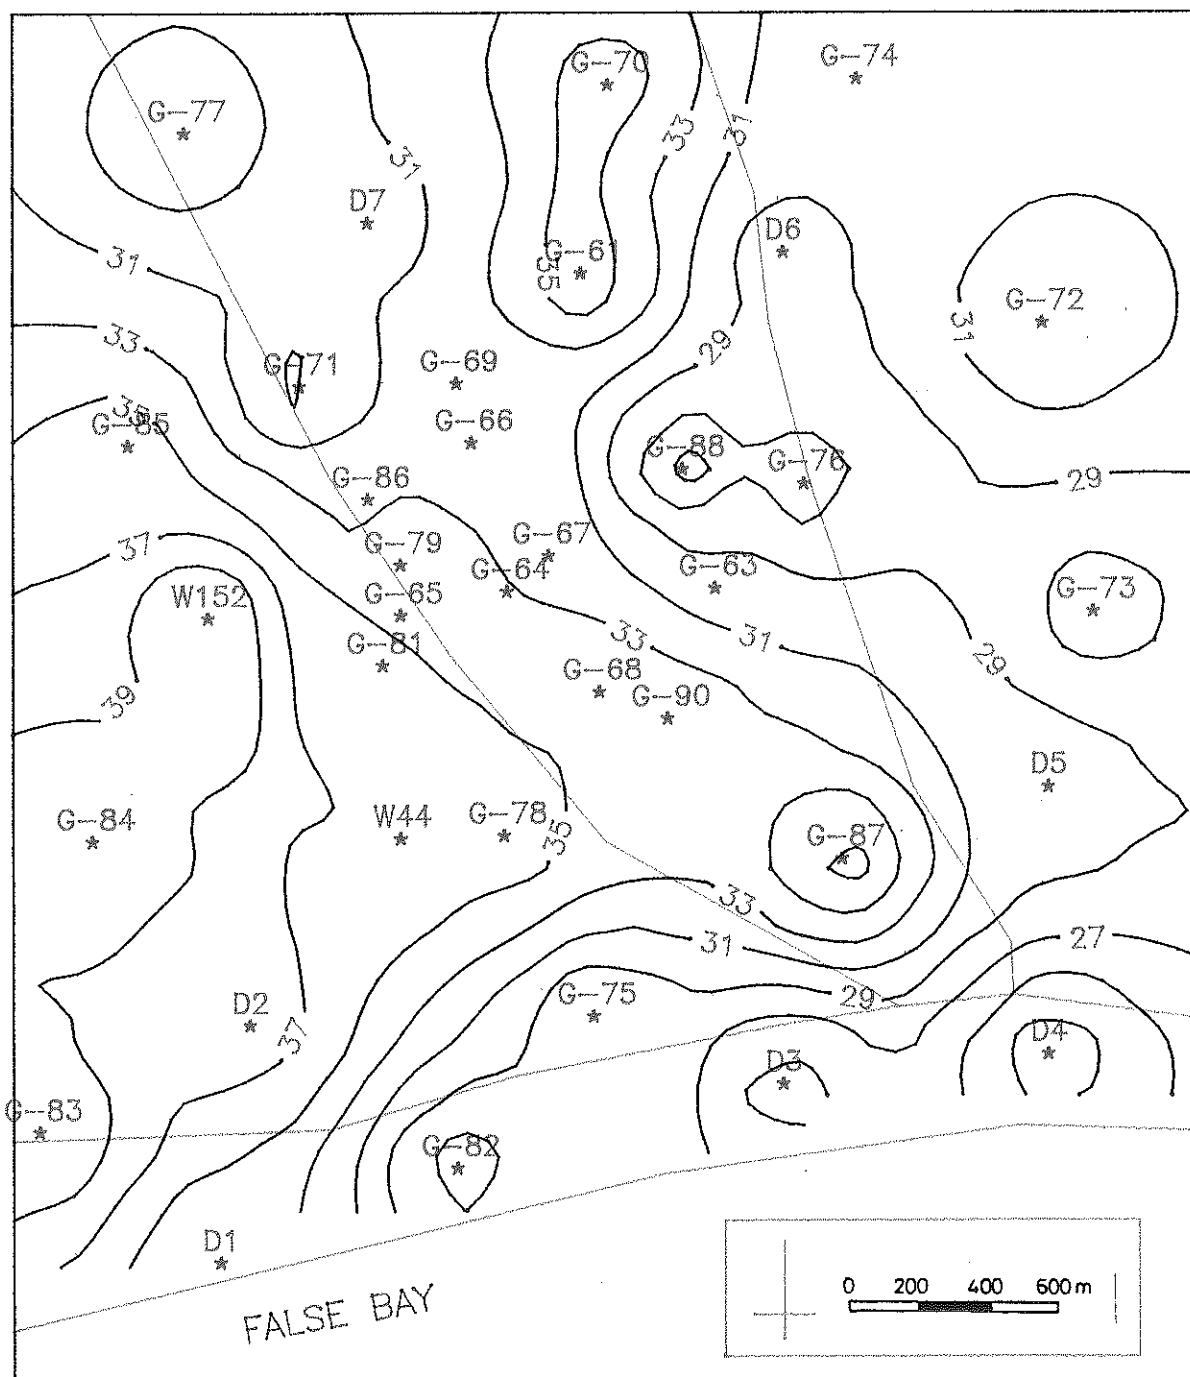 G-70
G-74
33
31
G-77
31
D7
D6
G-61
35
31
G-72
31
33
29
G-71
G-69
35
G-85
G-66
G-88
G-76
G-86
29
37
G-79
G-67
G-64
G-63
G-73
W152
G-65
33
31
G-81
29
G-68
39
G-90
D5
G-84
W44
G-78
35
G-87
33
31
27
G-75
29
D2
37
D4
D3
G-83
G-82
D1
FALSE BAY
0 200 400 600 m